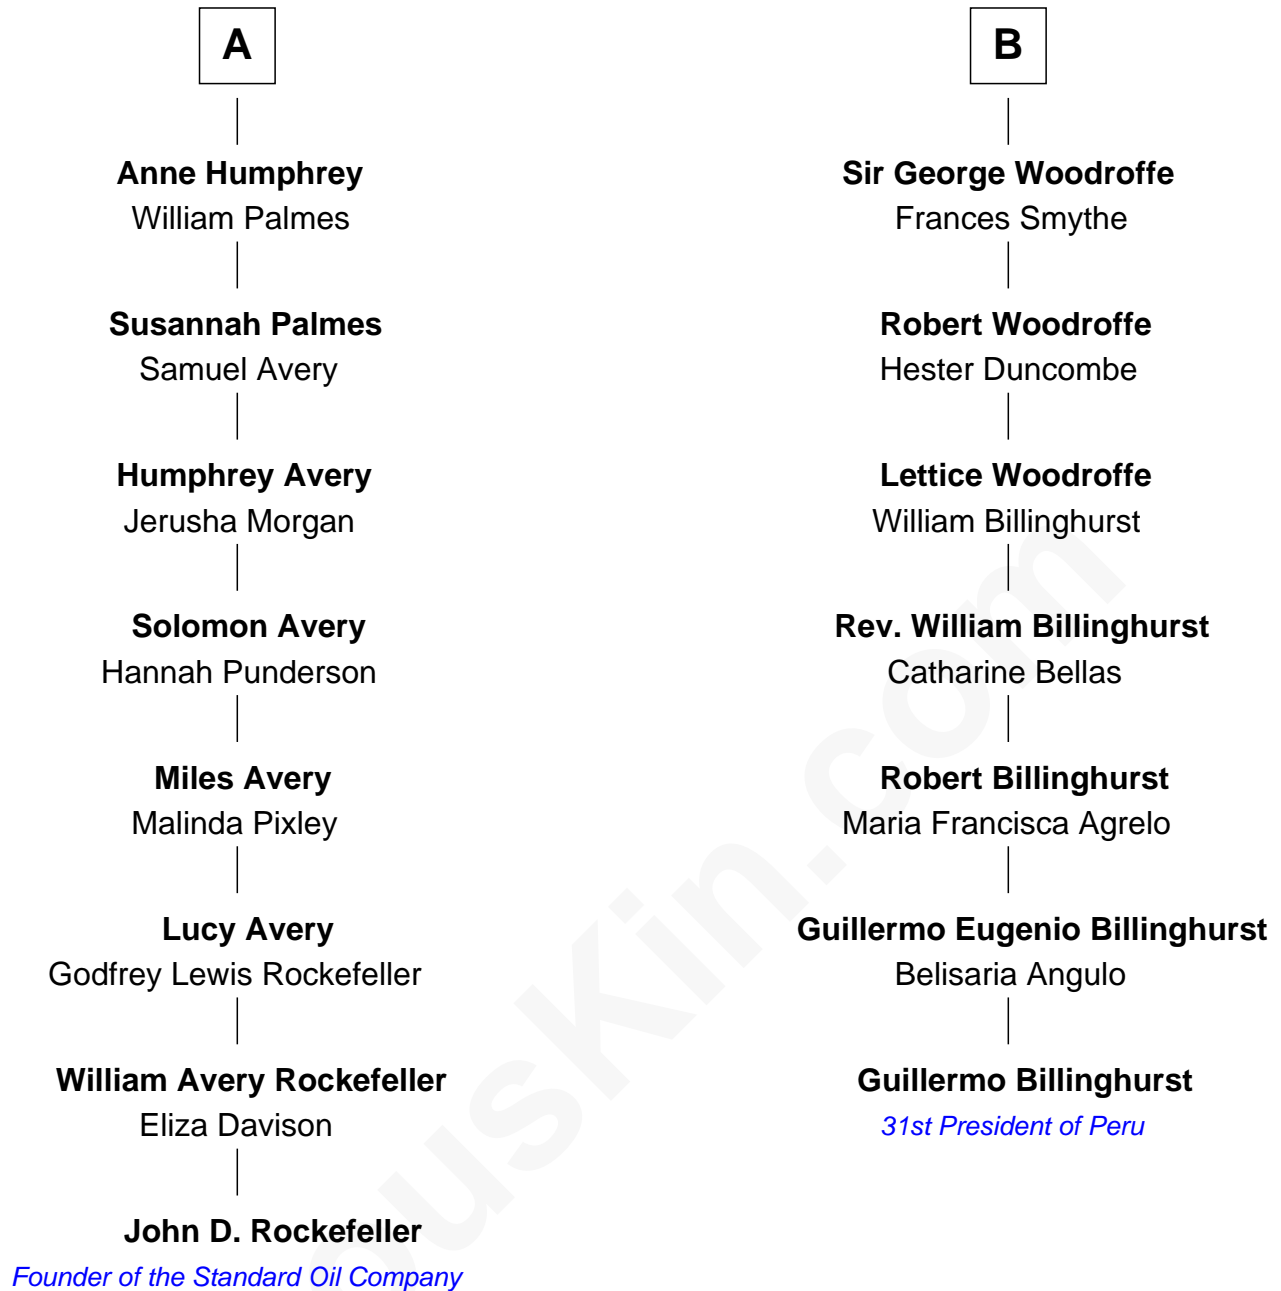 A
Anne Humphrey
William Palmes
Susannah Palmes
Samuel Avery
Humphrey Avery
Jerusha Morgan
Solomon Avery
Hannah Punderson
Miles Avery
Malinda Pixley
Lucy Avery
Godfrey Lewis Rockefeller
William Avery Rockefeller
Eliza Davison
John D. Rockefeller
Founder of the Standard Oil Company
B
Sir George Woodroffe
Frances Smythe
Robert Woodroffe
Hester Duncombe
Lettice Woodroffe
William Billinghurst
Rev. William Billinghurst
Catharine Bellas
Robert Billinghurst
Maria Francisca Agrelo
Guillermo Eugenio Billinghurst
Belisaria Angulo
Guillermo Billinghurst
31st President of Peru
ousKin.com